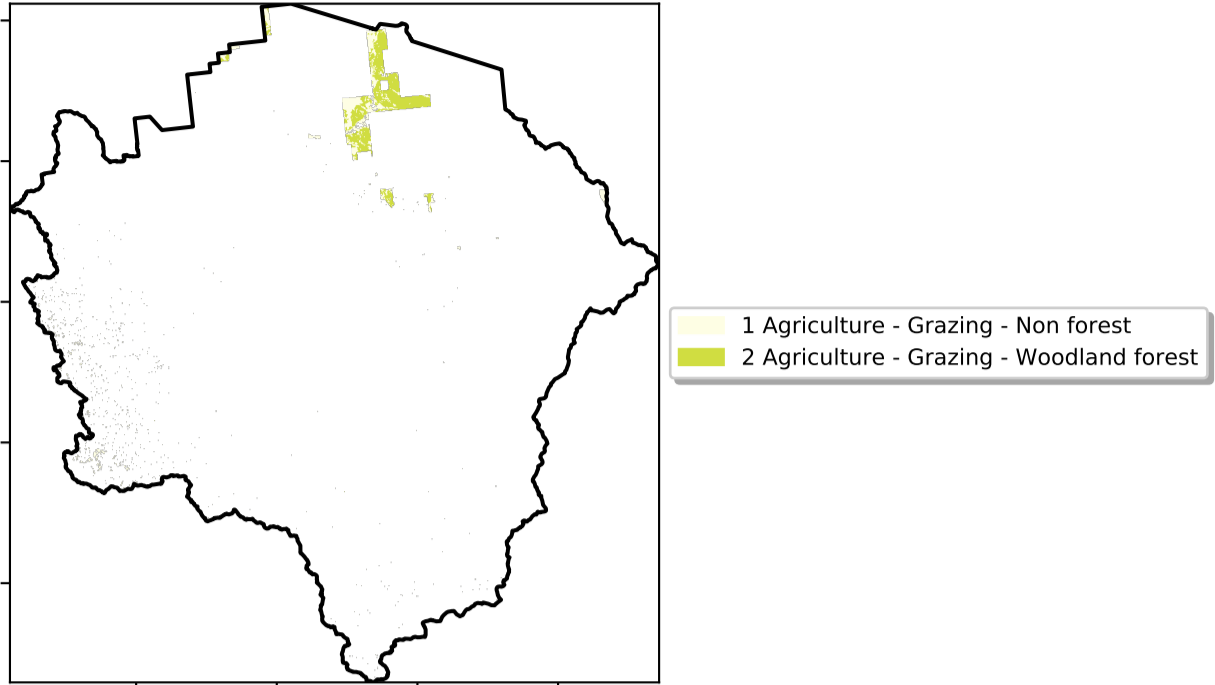 1 Agriculture - Grazing - Non forest
2 Agriculture - Grazing - Woodland forest